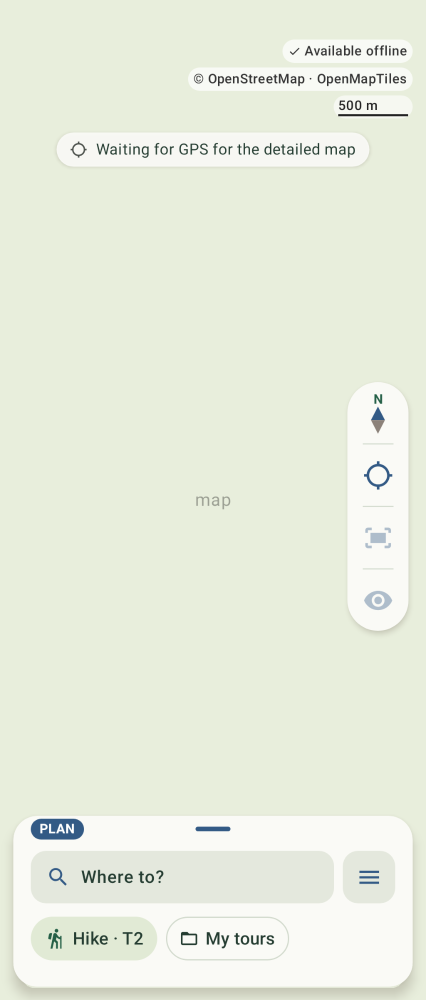 ✓ Available offline
© OpenStreetMap · OpenMapTiles
500 m
Waiting for GPS for the detailed map
N
map
PLAN
Where to?
Hike · T2
My tours